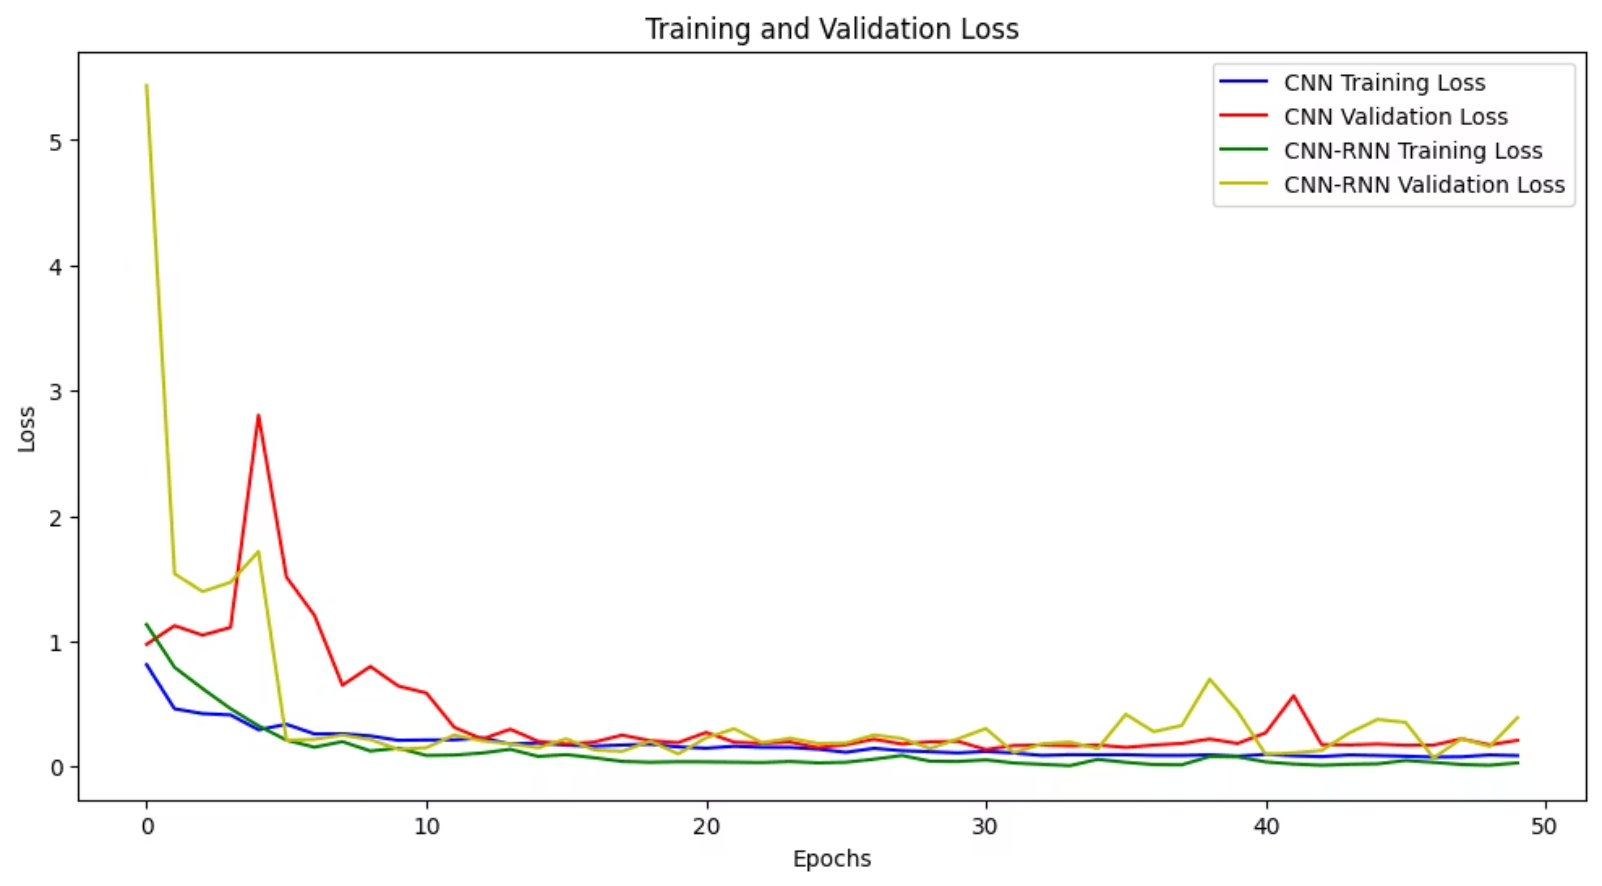 Training and Validation Loss
CNN Training Loss
CNN Validation Loss
CNN-RNN Training Loss
CNN-RNN Validation Loss
5
4
3
2
1
0
Loss
0 10 20 30 40 50
Epochs